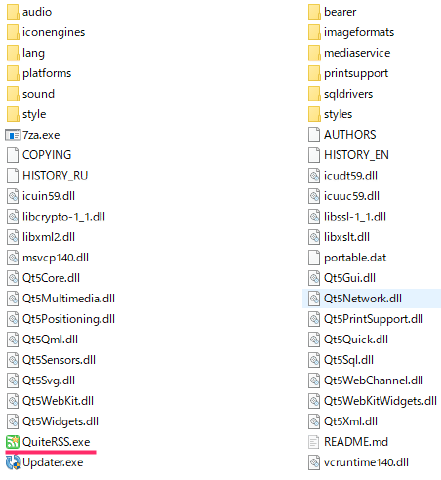 audio
bearer
iconengines
imageformats
lang
mediaservice
platforms
printsupport
sound
sqldrivers
style
styles
7za.exe
AUTHORS
COPYING
HISTORY_EN
HISTORY_RU
icudt59.dll
icuin59.dll
icuuc59.dll
libcrypto-1_1.dll
libssl-1_1.dll
libxml2.dll
libxslt.dll
msvcp140.dll
portable.dat
Qt5Core.dll
Qt5Gui.dll
Qt5Multimedia.dll
Qt5Network.dll
Qt5Positioning.dll
Qt5PrintSupport.dll
Qt5Qml.dll
Qt5Quick.dll
Qt5Sensors.dll
Qt5Sql.dll
Qt5Svg.dll
Qt5WebChannel.dll
Qt5WebKit.dll
Qt5WebKitWidgets.dll
Qt5Widgets.dll
Qt5Xml.dll
QuiteRSS.exe
README.md
Updater.exe
vcruntime140.dll